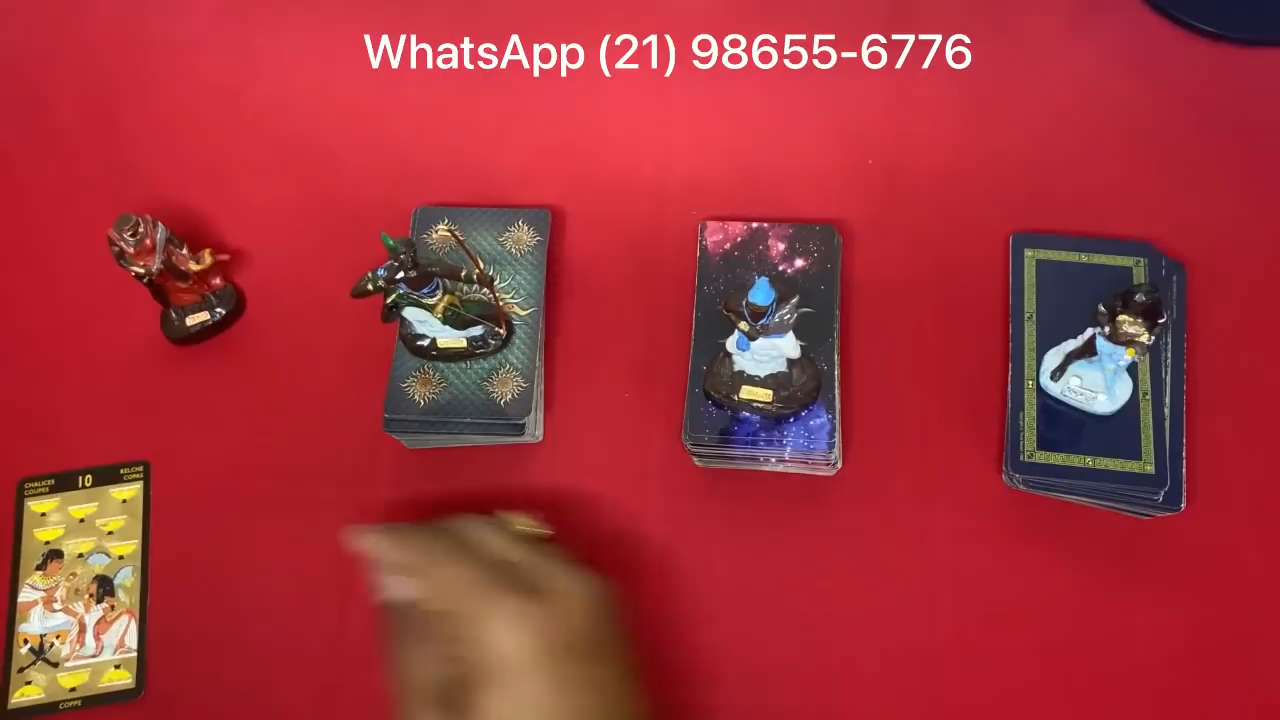 WhatsApp (21) 98655-6776
CHALICES
COUPES
10
KELCHE
COPAS
COPPE